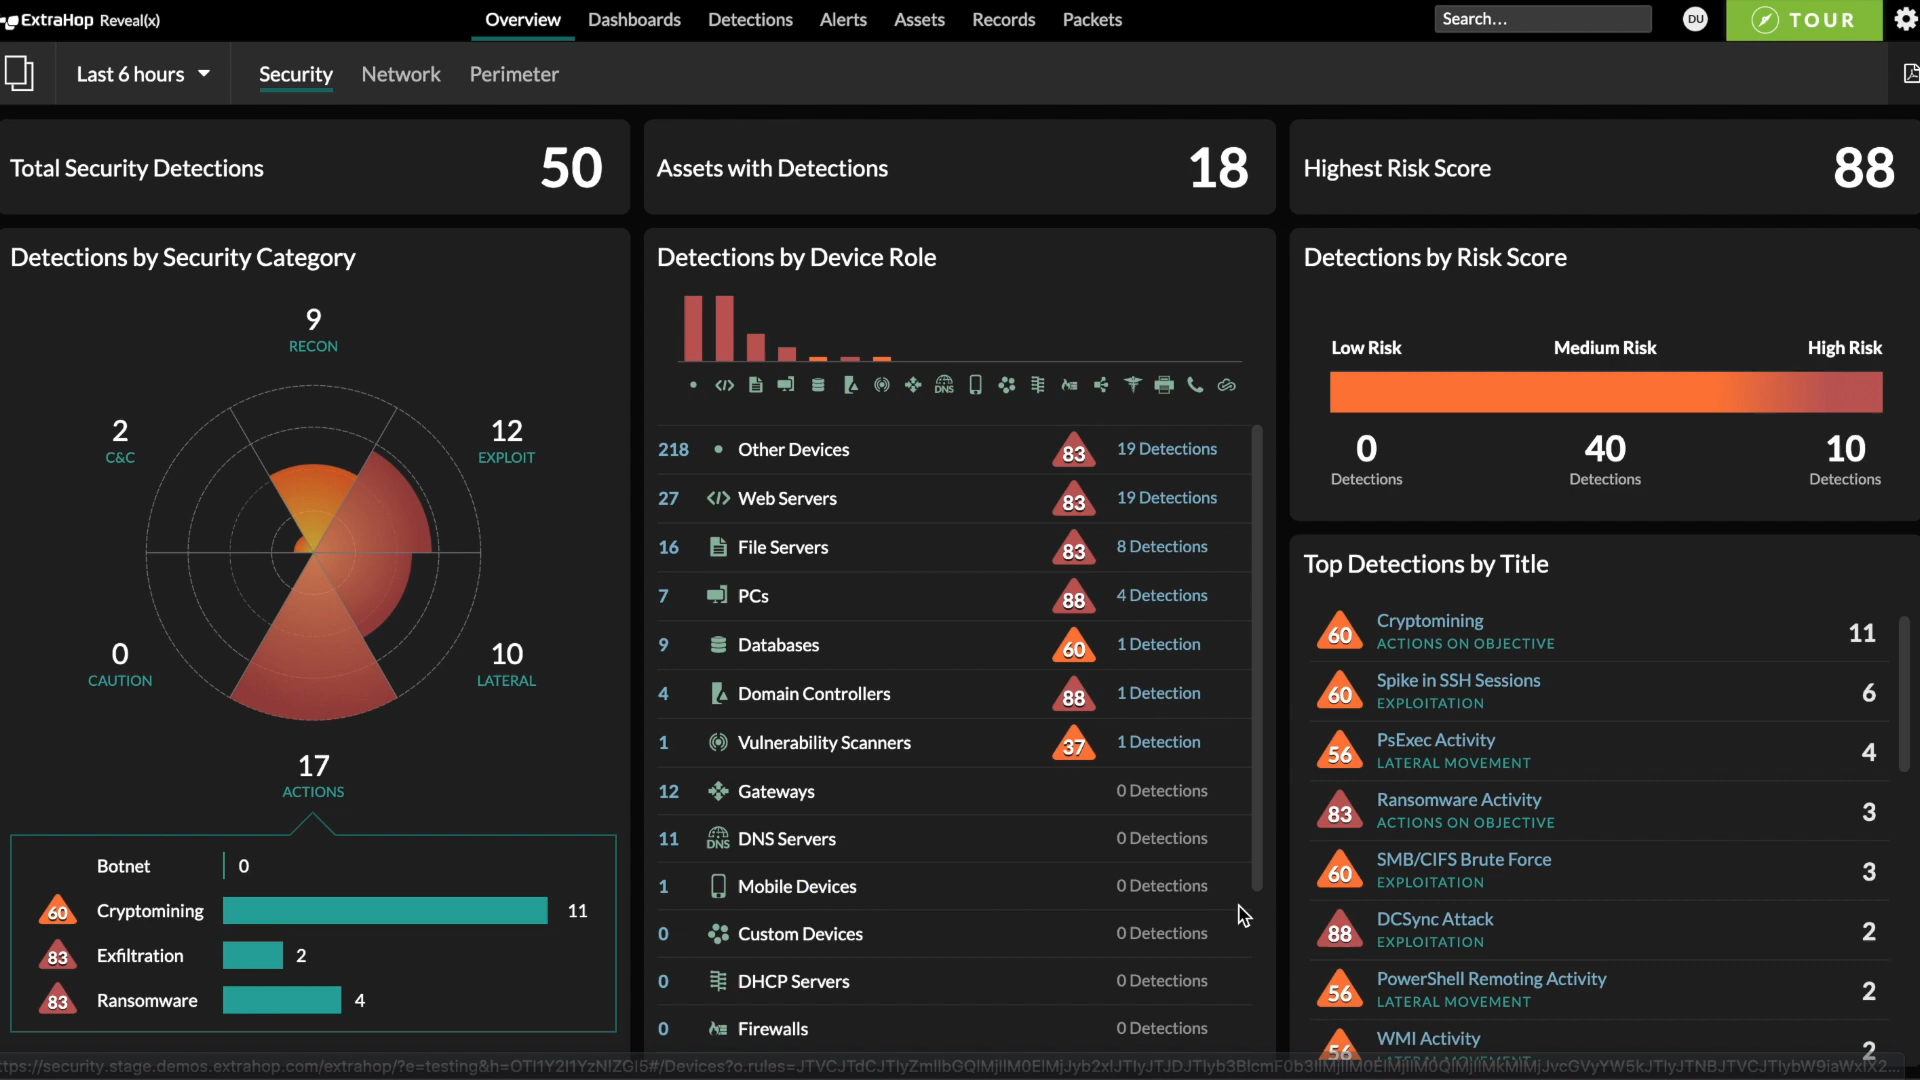 ExtraHop Reveal(x)
Overview Dashboards Detections Alerts Assets Records Packets
Search...
DU
TOUR
Last 6 hours
Security Network Perimeter
Total Security Detections 50
Assets with Detections 18
Highest Risk Score 88
Detections by Security Category
9
RECON
2
C&C
12
EXPLOIT
0
CAUTION
10
LATERAL
17
ACTIONS
Botnet 0
60 Cryptomining 11
83 Exfiltration 2
83 Ransomware 4
Detections by Device Role
DNS
218 Other Devices 83 19 Detections
27 </> Web Servers 83 19 Detections
16 File Servers 83 8 Detections
7 PCs 88 4 Detections
9 Databases 60 1 Detection
4 Domain Controllers 88 1 Detection
1 Vulnerability Scanners 37 1 Detection
12 Gateways 0 Detections
11 DNS DNS Servers 0 Detections
1 Mobile Devices 0 Detections
0 Custom Devices 0 Detections
0 DHCP Servers 0 Detections
0 Firewalls 0 Detections
Detections by Risk Score
Low Risk Medium Risk High Risk
0 40 10
Detections Detections Detections
Top Detections by Title
60 Cryptomining 11
ACTIONS ON OBJECTIVE
60 Spike in SSH Sessions 6
EXPLOITATION
56 PsExec Activity 4
LATERAL MOVEMENT
83 Ransomware Activity 3
ACTIONS ON OBJECTIVE
60 SMB/CIFS Brute Force 3
EXPLOITATION
88 DCSync Attack 2
EXPLOITATION
56 PowerShell Remoting Activity 2
LATERAL MOVEMENT
56 WMI Activity 2
LATERAL MOVEMENT